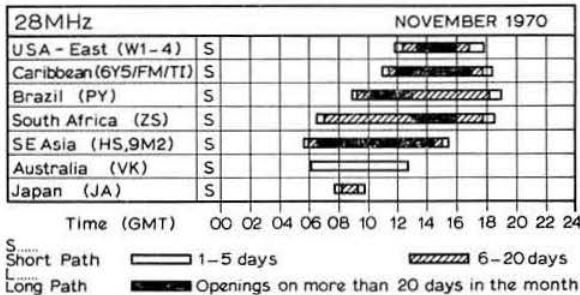 28MHz NOVEMBER 1970
USA - East (W1-4) S
Caribbean (6Y5/FM/TI) S
Brazil (PY) S
South Africa (ZS) S
SE Asia (HS,9M2) S
Australia (VK) S
Japan (JA) S
Time (GMT) 00 02 04 06 08 10 12 14 16 18 20 22 24
S......
Short Path 1-5 days 6-20days
L......
Long Path Openings on more than 20 days in the month